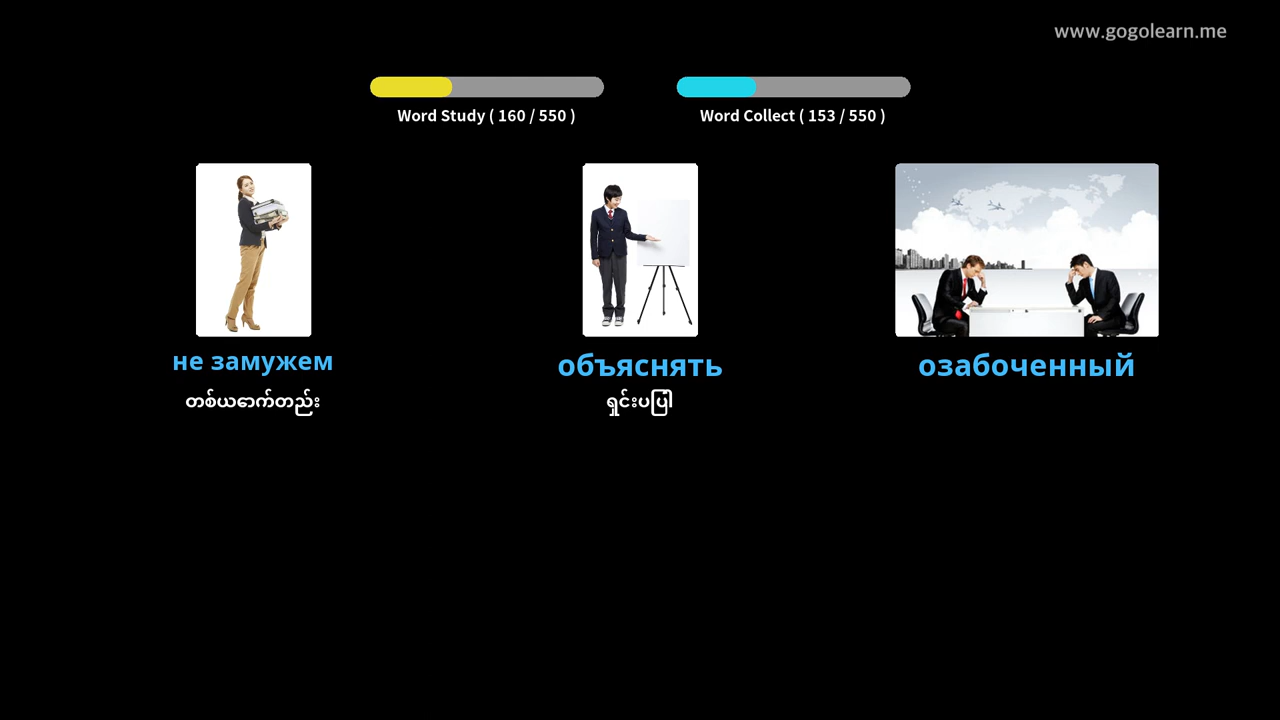 www.gogolearn.me
Word Study ( 160 / 550 )
Word Collect ( 153 / 550 )
не замужем
объяснять
озабоченный
တစ်ယောက်တည်း
ရှင်းပပြါ